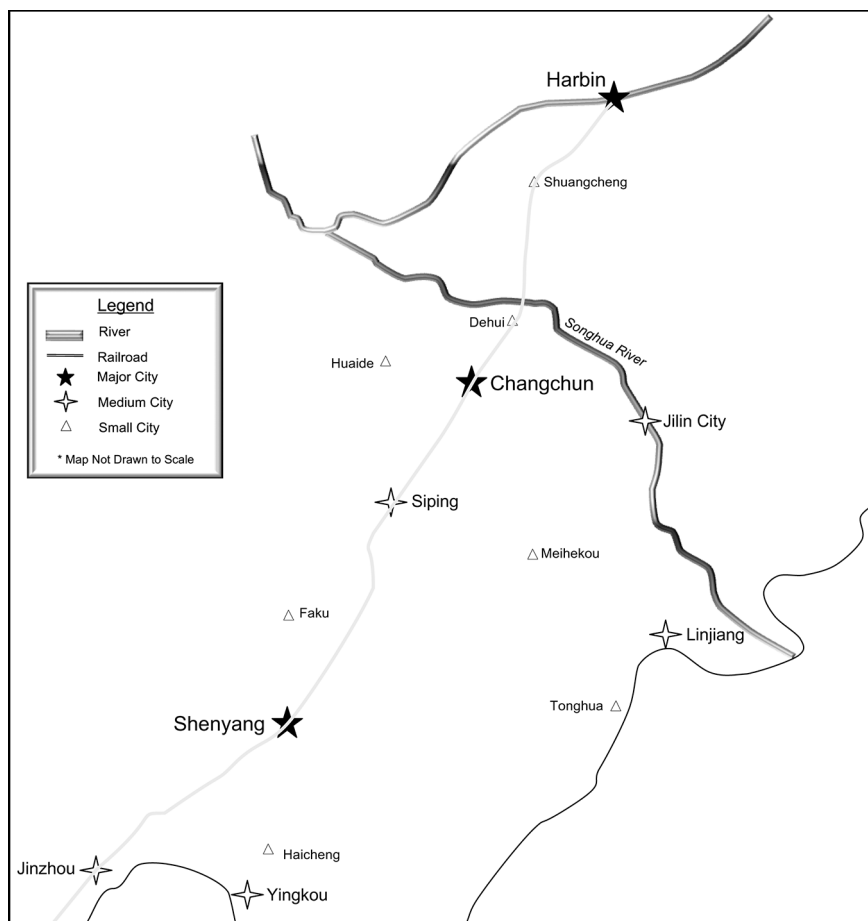 Harbin
Shuangcheng
Legend
River
Railroad
Major City
Medium City
Small City
* Map Not Drawn to Scale
Dehui
Songhua River
Huaide
Changchun
Jilin City
Siping
Meihekou
Faku
Linjiang
Tonghua
Shenyang
Haicheng
Jinzhou
Yingkou